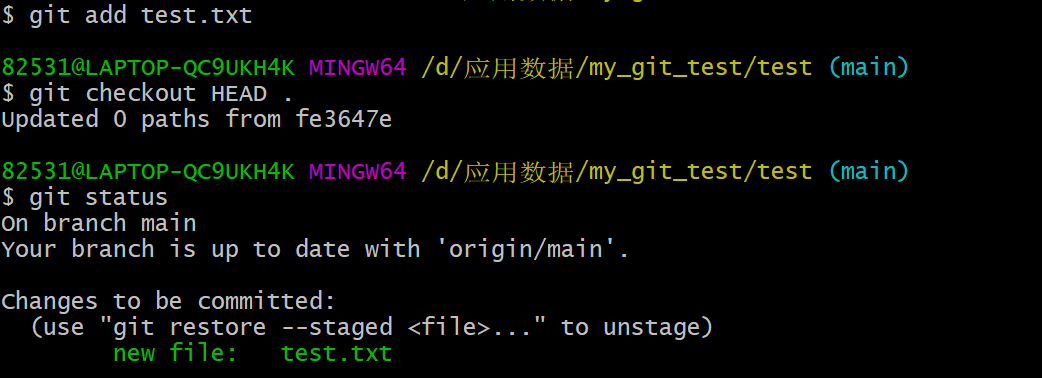 $ git add test.txt
82531@LAPTOP-QC9UKH4K MINGW64 /d/应用数据/my_git_test/test (main)
$ git checkout HEAD .
Updated 0 paths from fe3647e
82531@LAPTOP-QC9UKH4K MINGW64 /d/应用数据/my_git_test/test (main)
$ git status
On branch main
Your branch is up to date with 'origin/main'.
Changes to be committed:
  (use "git restore --staged <file>..." to unstage)
        new file:   test.txt